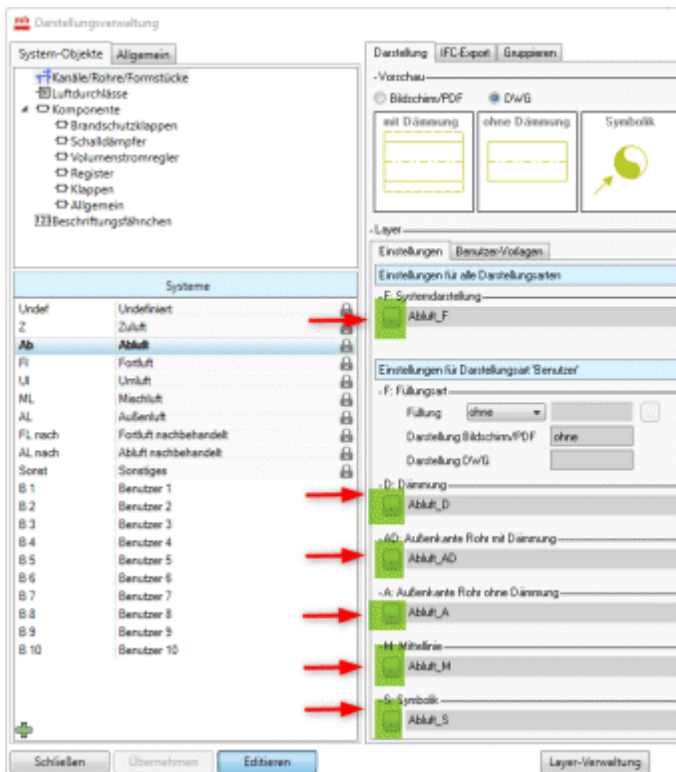 Darstellungsverwaltung
System-Objekte Allgemein
Kanäle/Rohre/Formstücke
Luftdurchlässe
Komponente
Brandschutzklappen
Schalldämpfer
Volumenstromregler
Register
Klappen
Allgemein
Beschriftungsfähnchen
Systeme
Undef Undefiniert
Z Zuluft
Ab Abluft
Fl Fortluft
Ul Umluft
ML Mischluft
AL Außenluft
FL nach Fortluft nachbehandelt
AL nach Abluft nachbehandelt
Sonst Sonstiges
B 1 Benutzer 1
B 2 Benutzer 2
B 3 Benutzer 3
B 4 Benutzer 4
B 5 Benutzer 5
B 6 Benutzer 6
B 7 Benutzer 7
B 8 Benutzer 8
B 9 Benutzer 9
B 10 Benutzer 10
Schließen Übernehmen Editieren
Darstellung IFC-Export Gruppieren
Vorschau
Bildschirm/PDF DWG
mit Dämmung ohne Dämmung Symbolik
Layer
Einstellungen Benutzer-Vorlagen
Einstellungen für alle Darstellungsarten
F: Systemdarstellung
Abluft_F
Einstellungen für Darstellungsart 'Benutzer'
F: Füllungsart
Füllung ohne
Darstellung Bildschirm/PDF ohne
Darstellung DWG
D: Dämmung
Abluft_D
AD: Außenkante Rohr mit Dämmung
Abluft_AD
A: Außenkante Rohr ohne Dämmung
Abluft_A
M: Mittellinie
Abluft_M
S: Symbolik
Abluft_S
Layer-Verwaltung